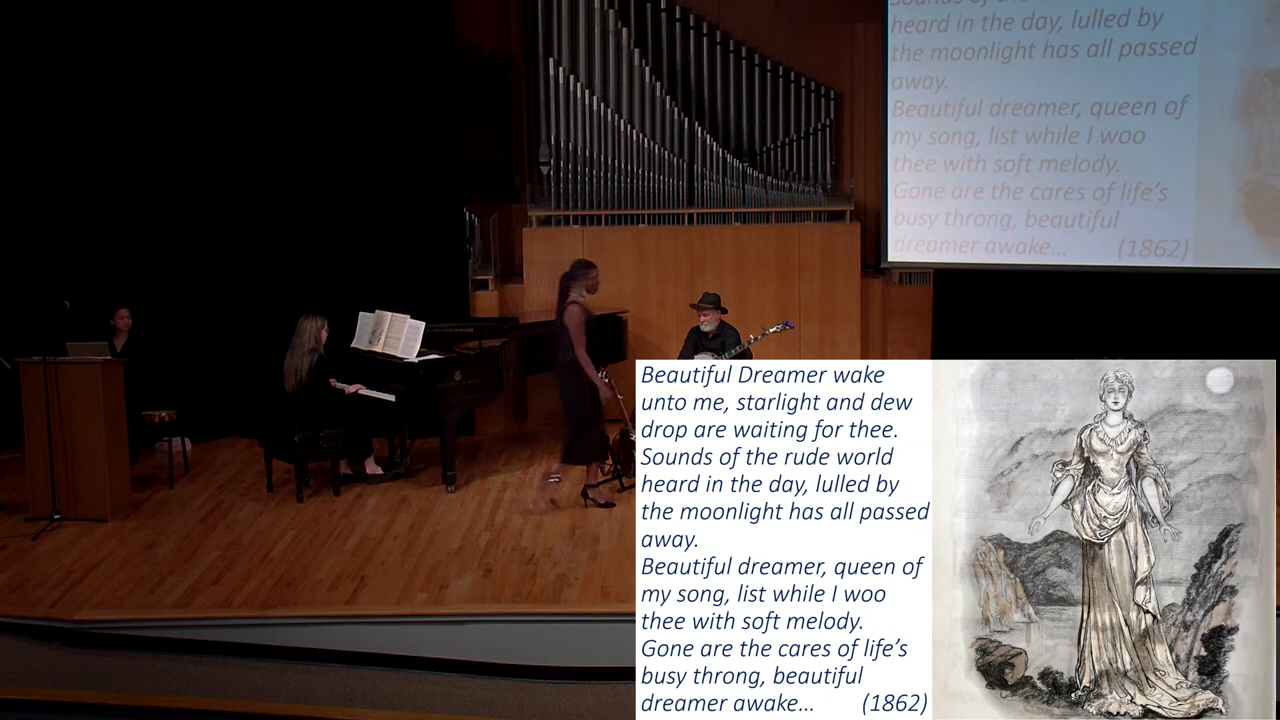 Sounds of the
heard in the day, lulled by
the moonlight has all passed
away.
Beautiful dreamer, queen of
my song, list while I woo
thee with soft melody.
Gone are the cares of life's
busy throng, beautiful
dreamer awake... (1862)
Beautiful Dreamer wake
unto me, starlight and dew
drop are waiting for thee.
Sounds of the rude world
heard in the day, lulled by
the moonlight has all passed
away.
Beautiful dreamer, queen of
my song, list while I woo
thee with soft melody.
Gone are the cares of life's
busy throng, beautiful
dreamer awake... (1862)